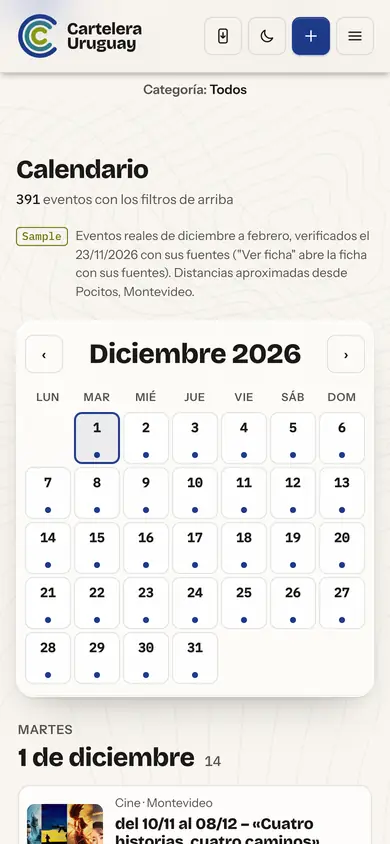 Cartelera
Uruguay
Categoría: Todos
Calendario
391 eventos con los filtros de arriba
Sample
Eventos reales de diciembre a febrero, verificados el
23/11/2026 con sus fuentes ("Ver ficha" abre la ficha
con sus fuentes). Distancias aproximadas desde
Pocitos, Montevideo.
‹ Diciembre 2026 ›
LUN MAR MIÉ JUE VIE SÁB DOM
1 2 3 4 5 6
7 8 9 10 11 12 13
14 15 16 17 18 19 20
21 22 23 24 25 26 27
28 29 30 31
MARTES
1 de diciembre 14
Cine · Montevideo
del 10/11 al 08/12 – «Cuatro
historias, cuatro caminos»